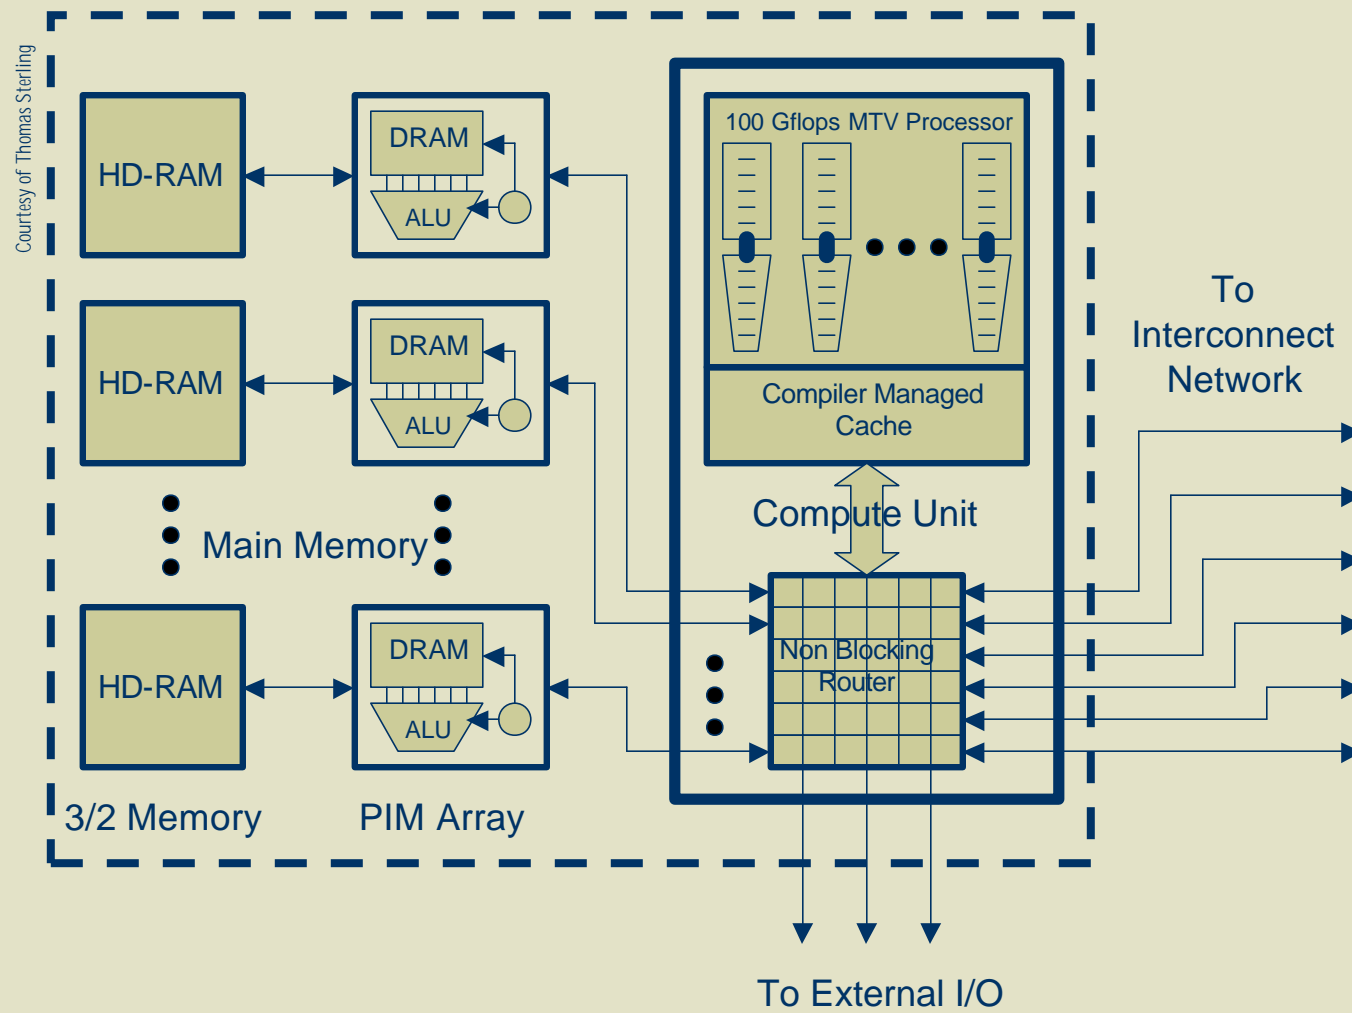 Courtesy of Thomas Sterling
HD-RAM
DRAM
ALU
100 Gflops MTV Processor
HD-RAM
DRAM
ALU
Compiler Managed
Cache
To
Interconnect
Network
Main Memory
Compute Unit
HD-RAM
DRAM
ALU
Non Blocking
Router
3/2 Memory
PIM Array
To External I/O